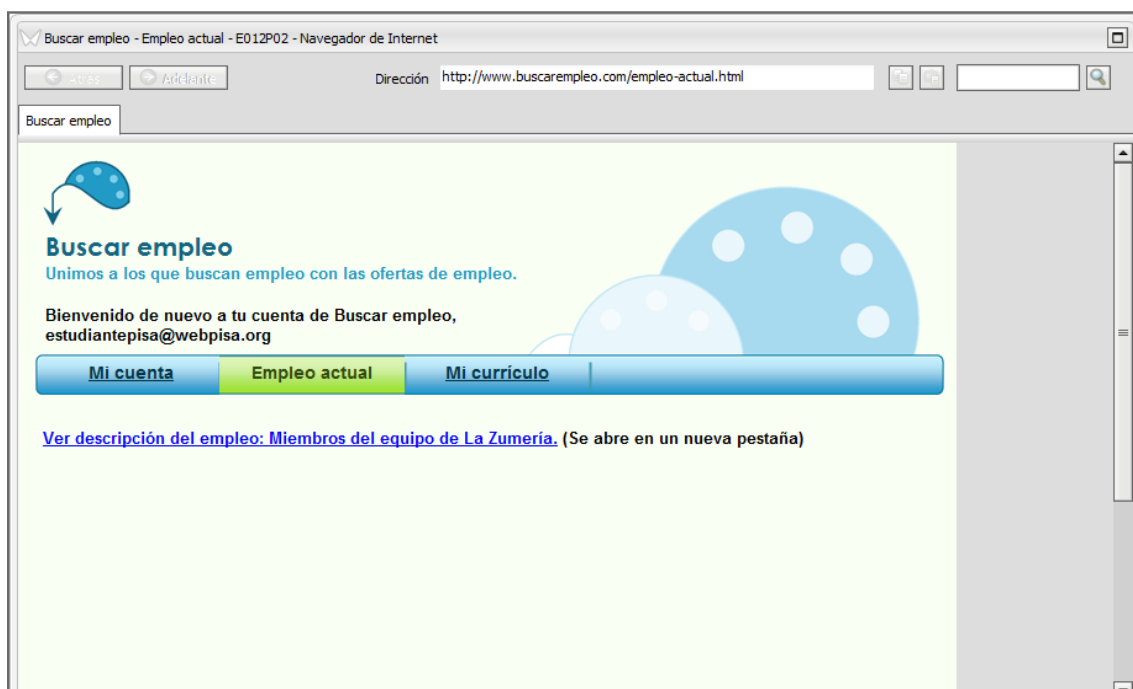 Buscar empleo - Empleo actual - E012P02 - Navegador de Internet
Atrás Adelante Dirección http://www.buscarempleo.com/empleo-actual.html
Buscar empleo
Buscar empleo
Unimos a los que buscan empleo con las ofertas de empleo.
Bienvenido de nuevo a tu cuenta de Buscar empleo,
estudiantepisa@webpisa.org
Mi cuenta Empleo actual Mi currículo
Ver descripción del empleo: Miembros del equipo de La Zumería. (Se abre en un nueva pestaña)